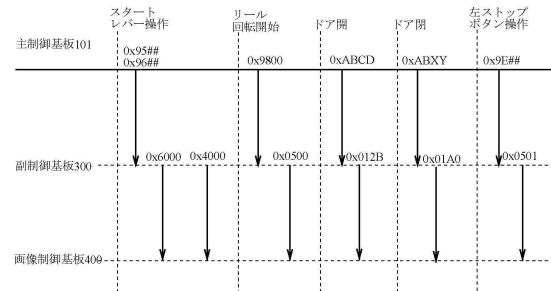 スタート
レバー操作
リール
回転開始
ドア開
ドア閉
左ストップ
ボタン操作
主制御基板101
0x95##
0x96##
0x9800
0xABCD
0xABXY
0x9E##
副制御基板300
0x6000
0x4000
0x0500
0x012B
0x01A0
0x0501
画像制御基板400